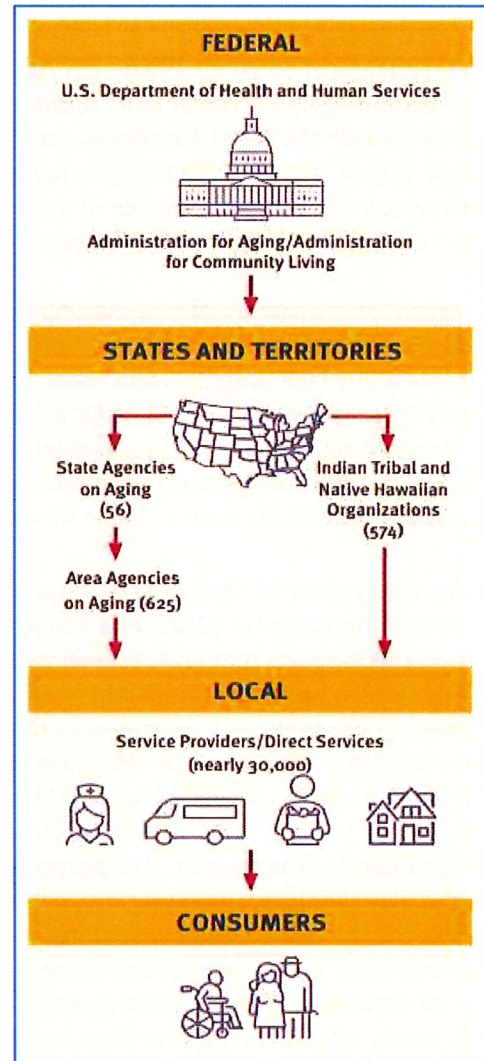 FEDERAL
U.S. Department of Health and Human Services
Administration for Aging/Administration
for Community Living
STATES AND TERRITORIES
State Agencies
on Aging
(56)
Area Agencies
on Aging (625)
Indian Tribal and
Native Hawaiian
Organizations
(574)
LOCAL
Service Providers/Direct Services
(nearly 30,000)
CONSUMERS